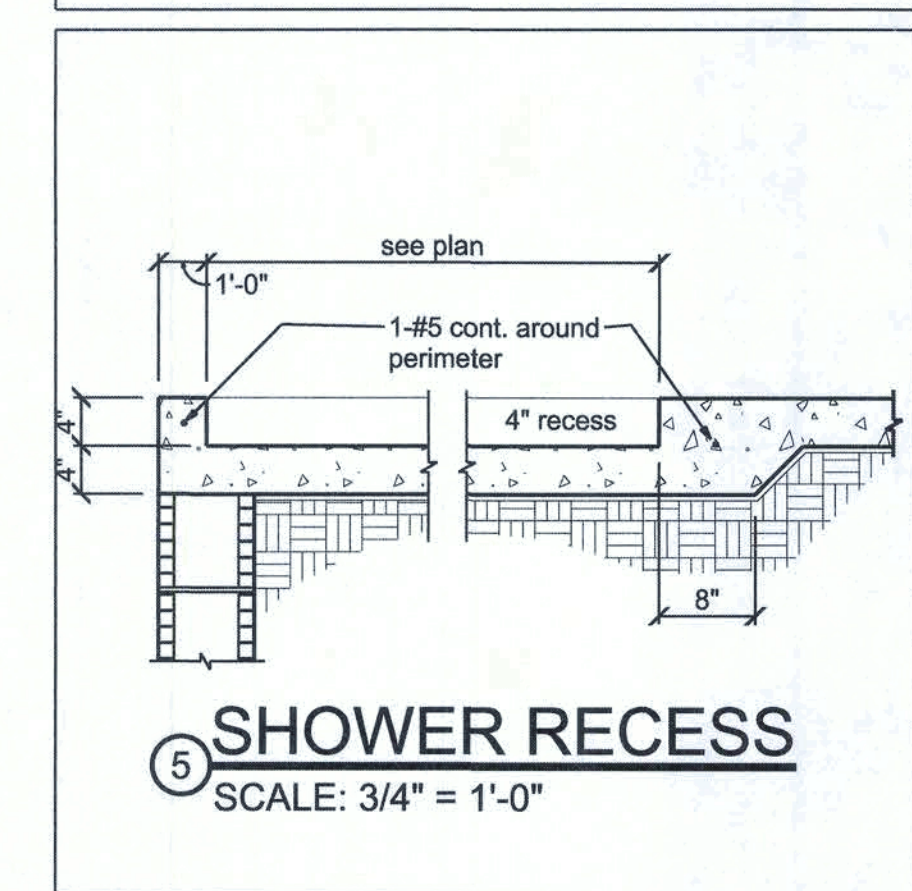 see plan
1'-0"
1-#5 cont. around
perimeter
4"
4" recess
4"
8"
5
SHOWER RECESS
SCALE: 3/4" = 1'-0"